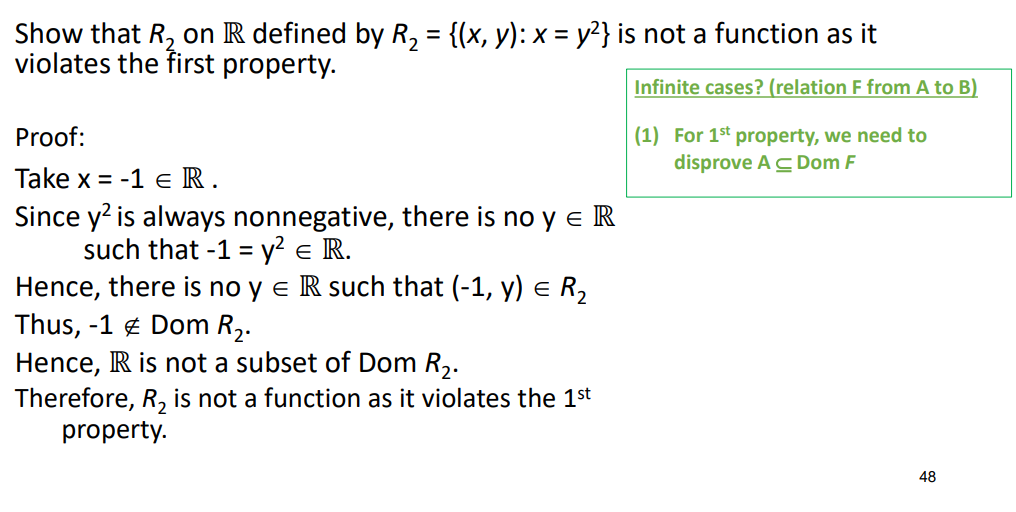 Show that R₂ on ℝ defined by R₂ = {(x, y): x = y²} is not a function as it
violates the first property.
Infinite cases? (relation F from A to B)
(1) For 1ˢᵗ property, we need to
disprove A ⊆ Dom F
Proof:
Take x = -1 ∈ ℝ .
Since y² is always nonnegative, there is no y ∈ ℝ
such that -1 = y² ∈ ℝ.
Hence, there is no y ∈ ℝ such that (-1, y) ∈ R₂
Thus, -1 ∉ Dom R₂.
Hence, ℝ is not a subset of Dom R₂.
Therefore, R₂ is not a function as it violates the 1ˢᵗ
property.
48